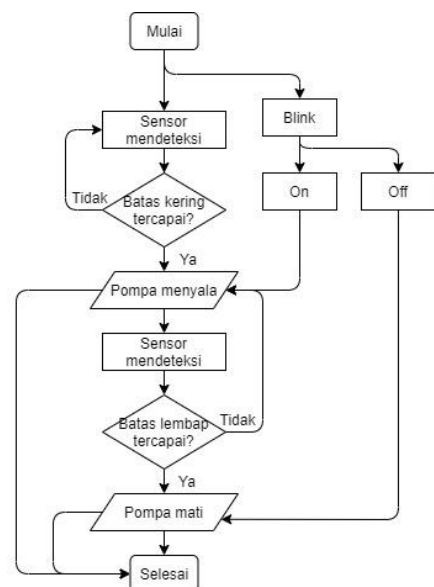 Mulai
Sensor
mendeteksi
Blink
Tidak
Batas kering
tercapai?
On
Off
Ya
Pompa menyala
Sensor
mendeteksi
Batas lembap
tercapai?
Tidak
Ya
Pompa mati
Selesai